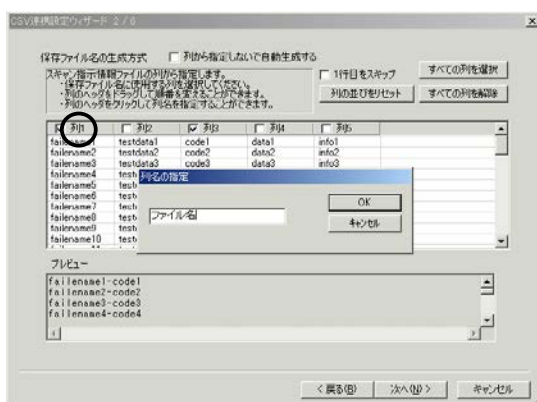 CSV連携設定ウィザード 2 / 6
保存ファイル名の生成方式
列から指定しないで自動生成する
スキャン指示情報ファイルの列から指定します。
・保存ファイル名に使用する列を選択してください。
・列のヘッダをドラッグして順番を変えることができます。
・列のヘッダをクリックして列名を指定することができます。
1行目をスキップ
すべての列を選択
列の並びをリセット
すべての列を解除
列1 列2 列3 列4 列5
failename1 testdata1 code1 data1 info1
failename2 testdata2 code2 data2 info2
failename3 testdata3 code3 data3 info3
failename4 test
failename5 test
failename6 test
failename7 test
failename8 test
failename9 test
failename10 test
列名の指定
ファイル名
OK
キャンセル
プレビュー
failename1-code1
failename2-code2
failename3-code3
failename4-code4
< 戻る(B)
次へ(N) >
キャンセル